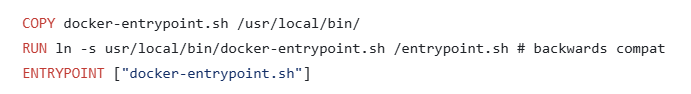 COPY docker-entrypoint.sh /usr/local/bin/
RUN ln -s usr/local/bin/docker-entrypoint.sh /entrypoint.sh # backwards compat
ENTRYPOINT ["docker-entrypoint.sh"]